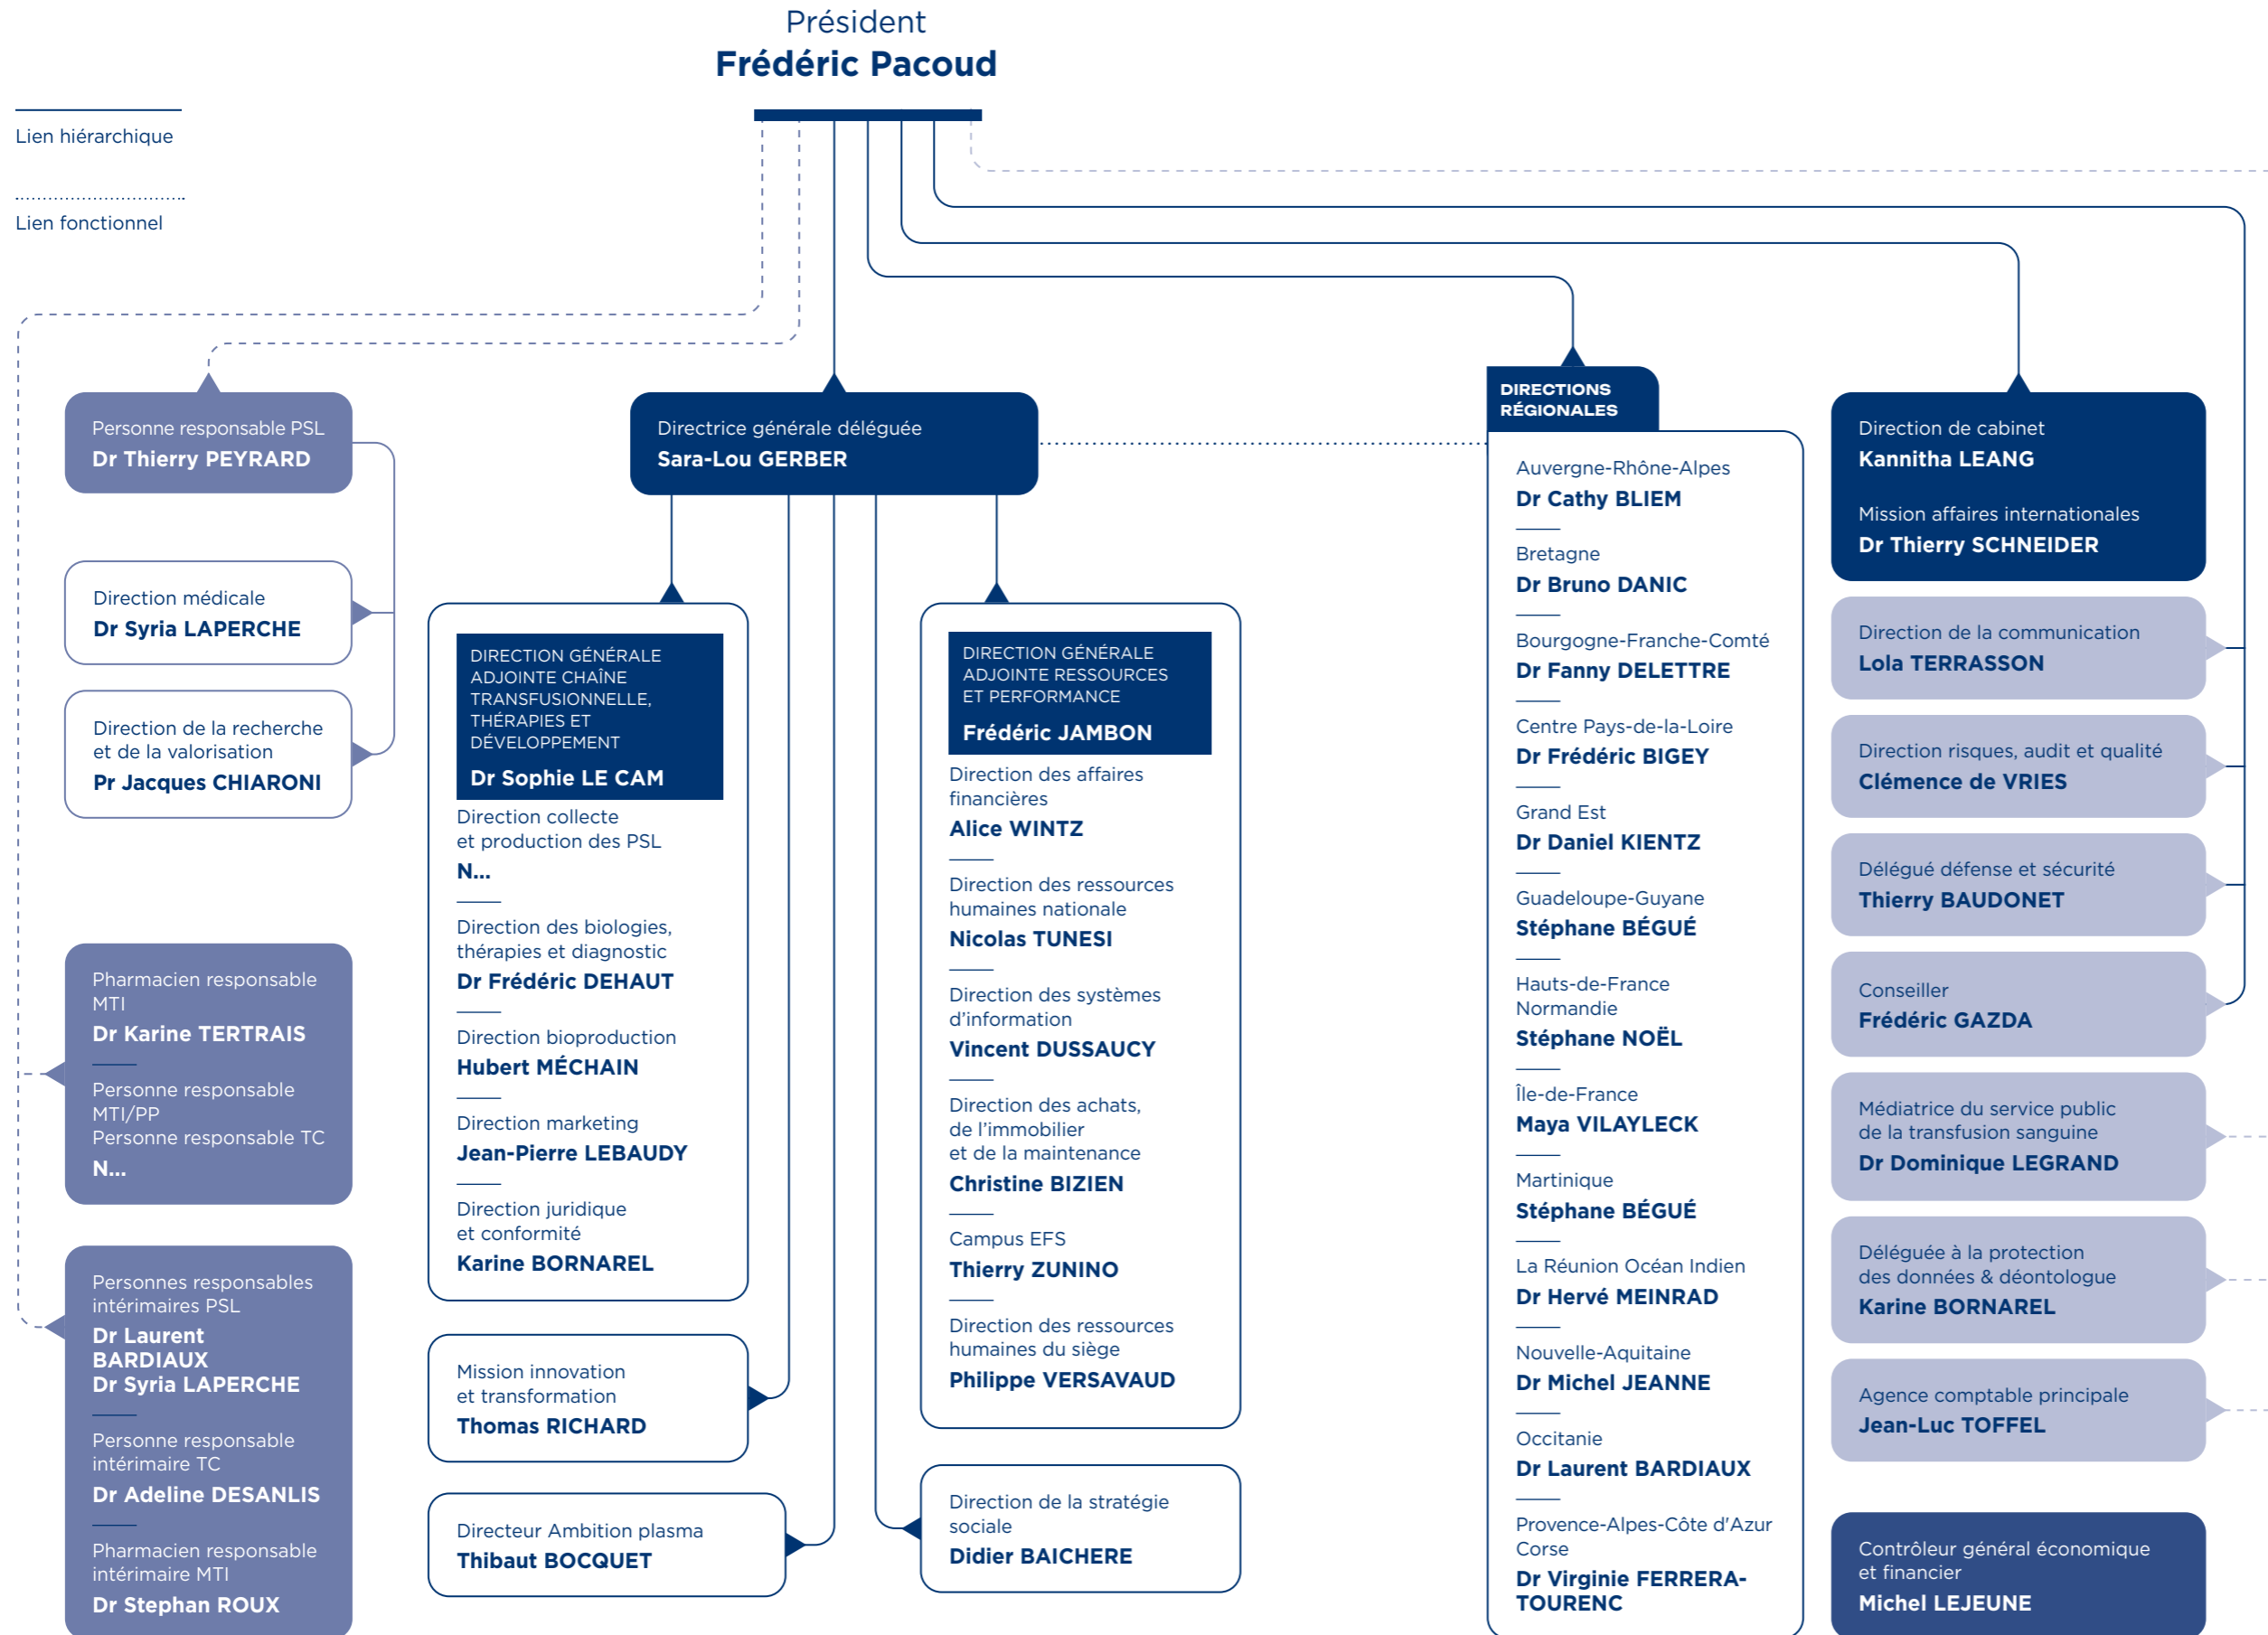 Président
Frédéric Pacoud
Lien hiérarchique
Lien fonctionnel
Personne responsable PSL
Dr Thierry PEYRARD
Direction médicale
Dr Syria LAPERCHE
Direction de la recherche
et de la valorisation
Pr Jacques CHIARONI
Pharmacien responsable
MTI
Dr Karine TERTRAIS
Personne responsable
MTI/PP
Personne responsable TC
N...
Personnes responsables
intérimaires PSL
Dr Laurent
BARDIAUX
Dr Syria LAPERCHE
Personne responsable
intérimaire TC
Dr Adeline DESANLIS
Pharmacien responsable
intérimaire MTI
Dr Stephan ROUX
Directrice générale déléguée
Sara-Lou GERBER
DIRECTION GÉNÉRALE
ADJOINTE CHAÎNE
TRANSFUSIONNELLE,
THÉRAPIES ET
DÉVELOPPEMENT
Dr Sophie LE CAM
Direction collecte
et production des PSL
N...
Direction des biologies,
thérapies et diagnostic
Dr Frédéric DEHAUT
Direction bioproduction
Hubert MÉCHAIN
Direction marketing
Jean-Pierre LEBAUDY
Direction juridique
et conformité
Karine BORNAREL
Mission innovation
et transformation
Thomas RICHARD
Directeur Ambition plasma
Thibaut BOCQUET
DIRECTION GÉNÉRALE
ADJOINTE RESSOURCES
ET PERFORMANCE
Frédéric JAMBON
Direction des affaires
financières
Alice WINTZ
Direction des ressources
humaines nationale
Nicolas TUNESI
Direction des systèmes
d'information
Vincent DUSSAUCY
Direction des achats,
de l'immobilier
et de la maintenance
Christine BIZIEN
Campus EFS
Thierry ZUNINO
Direction des ressources
humaines du siège
Philippe VERSAVAUD
Direction de la stratégie
sociale
Didier BAICHERE
DIRECTIONS
RÉGIONALES
Auvergne-Rhône-Alpes
Dr Cathy BLIEM
Bretagne
Dr Bruno DANIC
Bourgogne-Franche-Comté
Dr Fanny DELETTRE
Centre Pays-de-la-Loire
Dr Frédéric BIGEY
Grand Est
Dr Daniel KIENTZ
Guadeloupe-Guyane
Stéphane BÉGUÉ
Hauts-de-France
Normandie
Stéphane NOËL
Île-de-France
Maya VILAYLECK
Martinique
Stéphane BÉGUÉ
La Réunion Océan Indien
Dr Hervé MEINRAD
Nouvelle-Aquitaine
Dr Michel JEANNE
Occitanie
Dr Laurent BARDIAUX
Provence-Alpes-Côte d'Azur
Corse
Dr Virginie FERRERA-
TOURENC
Direction de cabinet
Kannitha LEANG
Mission affaires internationales
Dr Thierry SCHNEIDER
Direction de la communication
Lola TERRASSON
Direction risques, audit et qualité
Clémence de VRIES
Délégué défense et sécurité
Thierry BAUDONET
Conseiller
Frédéric GAZDA
Médiatrice du service public
de la transfusion sanguine
Dr Dominique LEGRAND
Déléguée à la protection
des données & déontologue
Karine BORNAREL
Agence comptable principale
Jean-Luc TOFFEL
Contrôleur général économique
et financier
Michel LEJEUNE